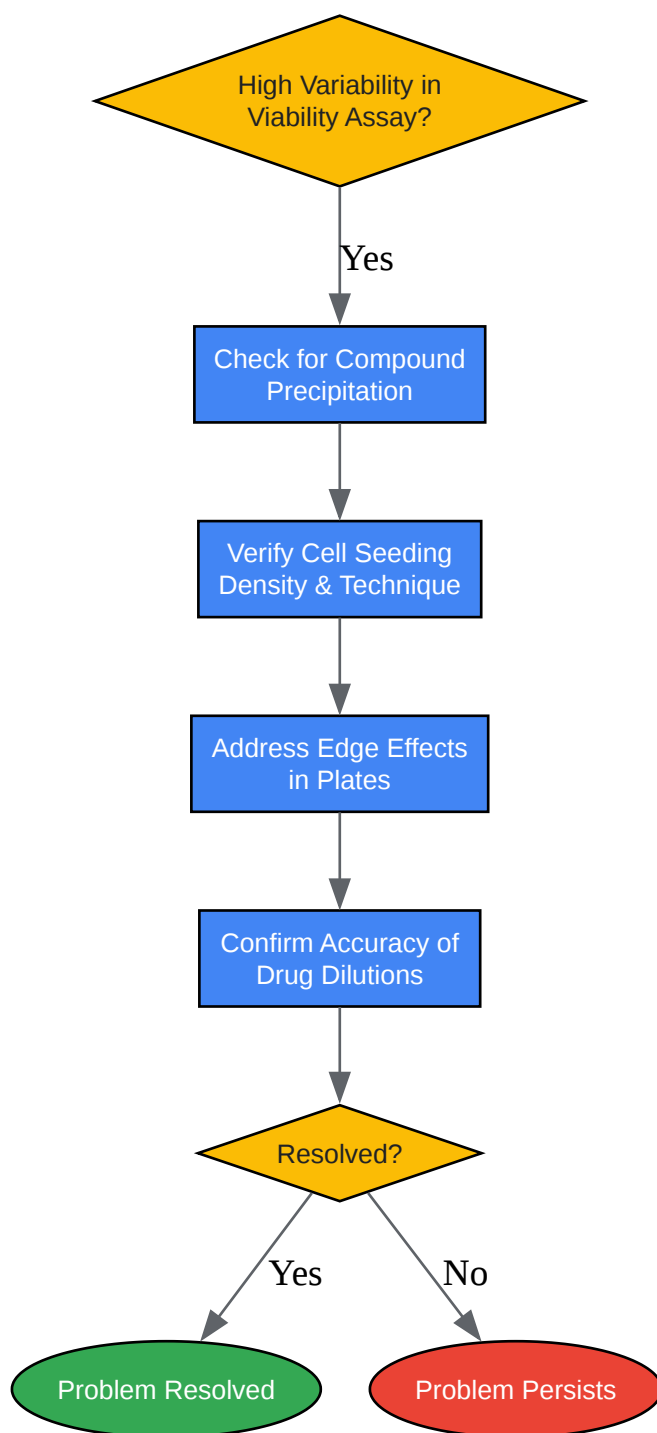 High Variability in
Viability Assay?
Yes
Check for Compound
Precipitation
Verify Cell Seeding
Density & Technique
Address Edge Effects
in Plates
Confirm Accuracy of
Drug Dilutions
Resolved?
Yes
No
Problem Resolved
Problem Persists